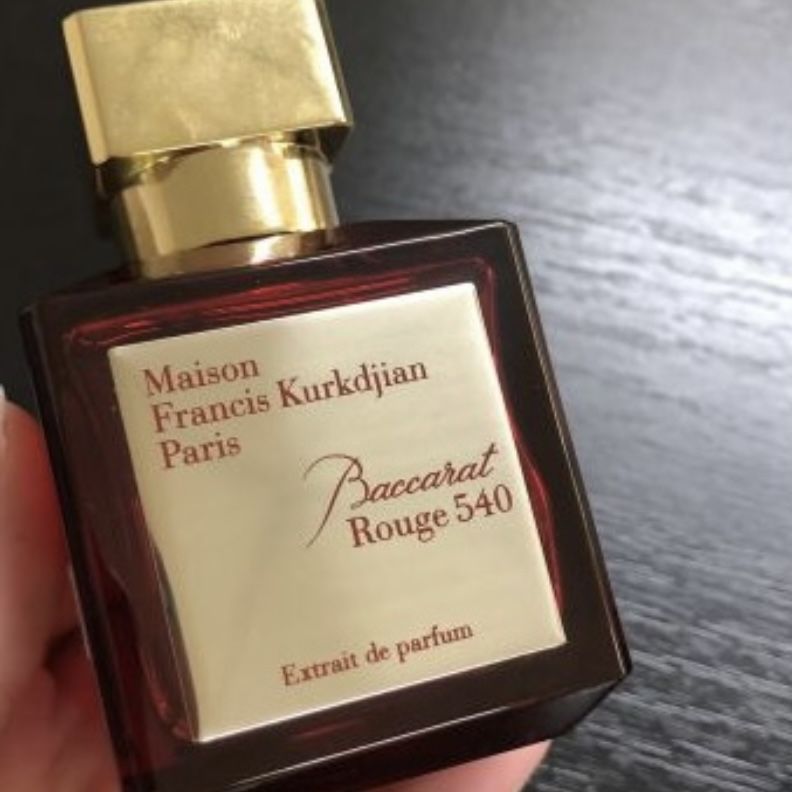 Maison
Francis Kurkdjian
Paris
Baccarat
Rouge 540
Extrait de parfum